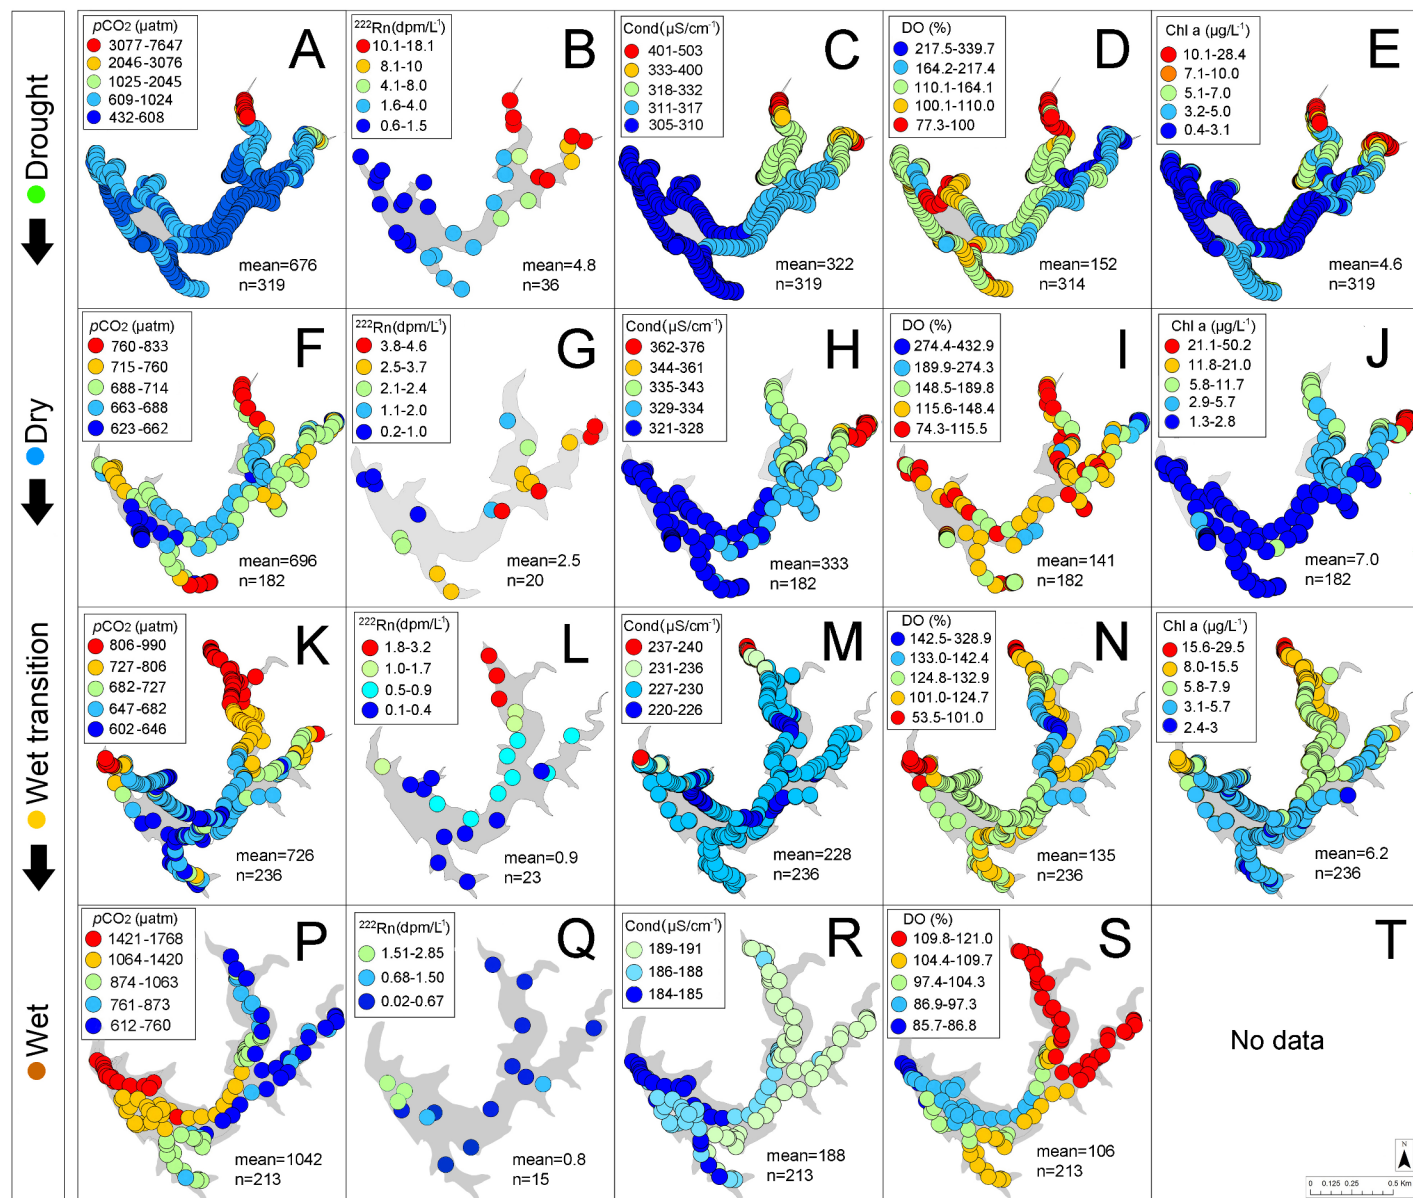 Drought
pCO2 (µatm)
3077-7647
2046-3076
1025-2045
609-1024
432-608
A
mean=676
n=319
²²²Rn(dpm/L⁻¹)
10.1-18.1
8.1-10
4.1-8.0
1.6-4.0
0.6-1.5
B
mean=4.8
n=36
Cond(µS/cm⁻¹)
401-503
333-400
318-332
311-317
305-310
C
mean=322
n=319
DO (%)
217.5-339.7
164.2-217.4
110.1-164.1
100.1-110.0
77.3-100
D
mean=152
n=314
Chl a (µg/L⁻¹)
10.1-28.4
7.1-10.0
5.1-7.0
3.2-5.0
0.4-3.1
E
mean=4.6
n=319
Dry
pCO2 (µatm)
760-833
715-760
688-714
663-688
623-662
F
mean=696
n=182
²²²Rn(dpm/L⁻¹)
3.8-4.6
2.5-3.7
2.1-2.4
1.1-2.0
0.2-1.0
G
mean=2.5
n=20
Cond(µS/cm⁻¹)
362-376
344-361
335-343
329-334
321-328
H
mean=333
n=182
DO (%)
274.4-432.9
189.9-274.3
148.5-189.8
115.6-148.4
74.3-115.5
I
mean=141
n=182
Chl a (µg/L⁻¹)
21.1-50.2
11.8-21.0
5.8-11.7
2.9-5.7
1.3-2.8
J
mean=7.0
n=182
Wet transition
pCO2 (µatm)
806-990
727-806
682-727
647-682
602-646
K
mean=726
n=236
²²²Rn(dpm/L⁻¹)
1.8-3.2
1.0-1.7
0.5-0.9
0.1-0.4
L
mean=0.9
n=23
Cond(µS/cm⁻¹)
237-240
231-236
227-230
220-226
M
mean=228
n=236
DO (%)
142.5-328.9
133.0-142.4
124.8-132.9
101.0-124.7
53.5-101.0
N
mean=135
n=236
Chl a (µg/L⁻¹)
15.6-29.5
8.0-15.5
5.8-7.9
3.1-5.7
2.4-3
O
mean=6.2
n=236
Wet
pCO2 (µatm)
1421-1768
1064-1420
874-1063
761-873
612-760
P
mean=1042
n=213
²²²Rn(dpm/L⁻¹)
1.51-2.85
0.68-1.50
0.02-0.67
Q
mean=0.8
n=15
Cond(µS/cm⁻¹)
189-191
186-188
184-185
R
mean=188
n=213
DO (%)
109.8-121.0
104.4-109.7
97.4-104.3
86.9-97.3
85.7-86.8
S
mean=106
n=213
T
No data
N
0 0.125 0.25 0.5 Km